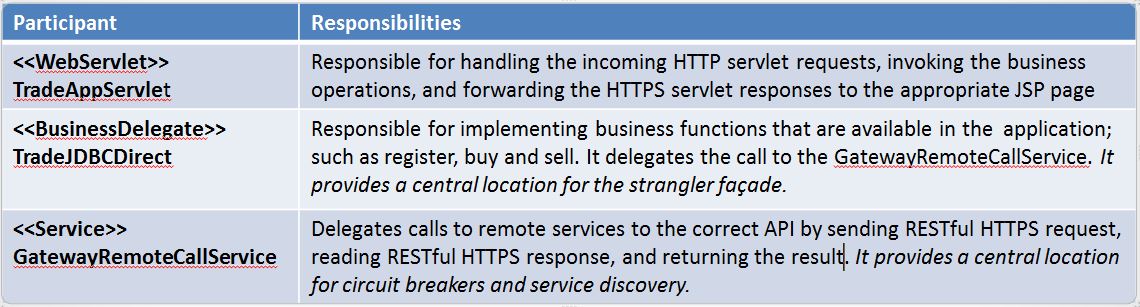 Participant
Responsibilities
<<WebServlet>>
TradeAppServlet
Responsible for handling the incoming HTTP servlet requests, invoking the business
operations, and forwarding the HTTPS servlet responses to the appropriate JSP page
<<BusinessDelegate>>
TradeJDBCDirect
Responsible for implementing business functions that are available in the application;
such as register, buy and sell. It delegates the call to the GatewayRemoteCallService. It
provides a central location for the strangler façade.
<<Service>>
GatewayRemoteCallService
Delegates calls to remote services to the correct API by sending RESTful HTTPS request,
reading RESTful HTTPS response, and returning the result. It provides a central location
for circuit breakers and service discovery.